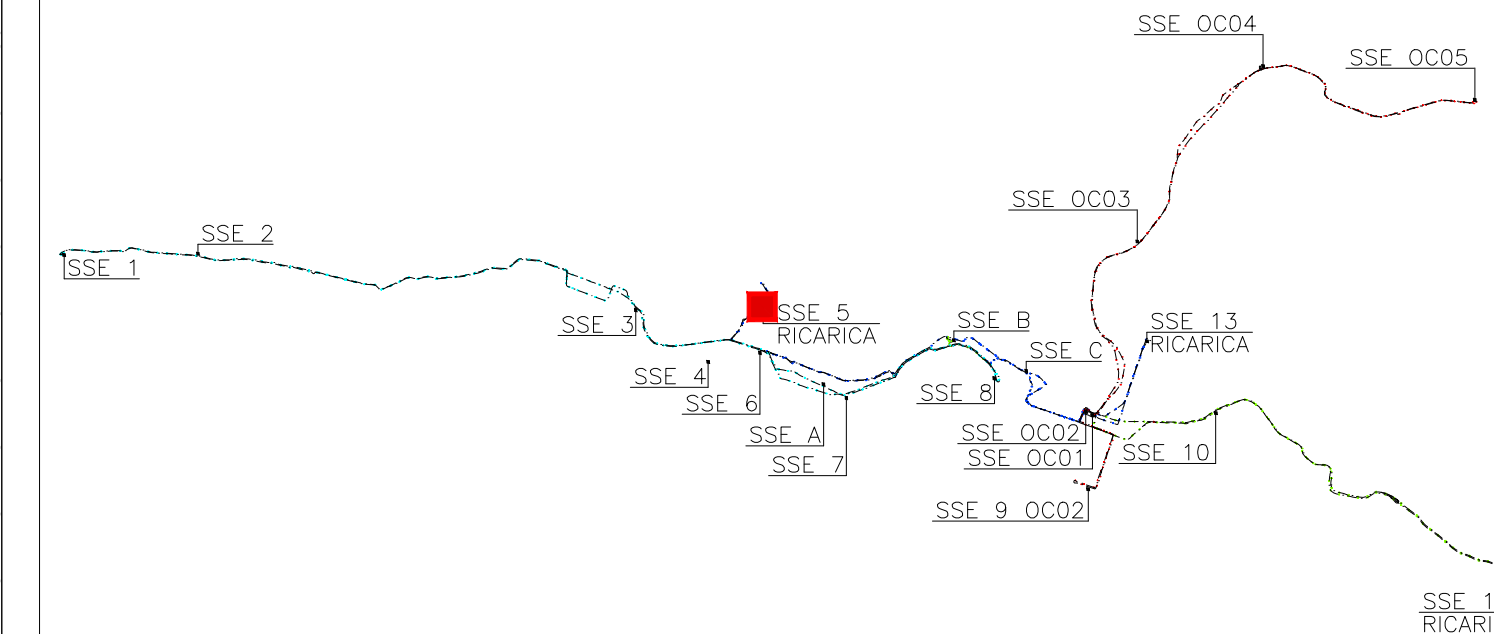 SSE OC04
SSE OC05
SSE OC03
SSE 2
SSE 1
SSE 3
SSE 5
RICARICA
SSE B
SSE 13
RICARICA
SSE C
SSE 4
SSE 6
SSE 8
SSE A
SSE 7
SSE OC02
SSE OC01
SSE 10
SSE 9 OC02
SSE 1
RICARI